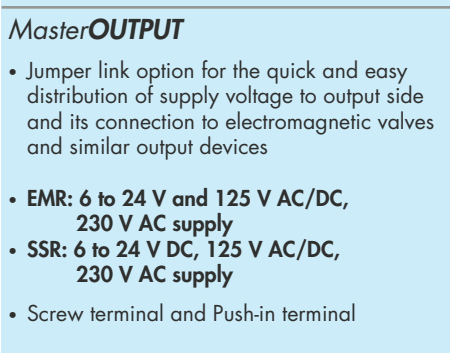 MasterOUTPUT
• Jumper link option for the quick and easy
distribution of supply voltage to output side
and its connection to electromagnetic valves
and similar output devices
• EMR: 6 to 24 V and 125 V AC/DC,
230 V AC supply
• SSR: 6 to 24 V DC, 125 V AC/DC,
230 V AC supply
• Screw terminal and Push-in terminal